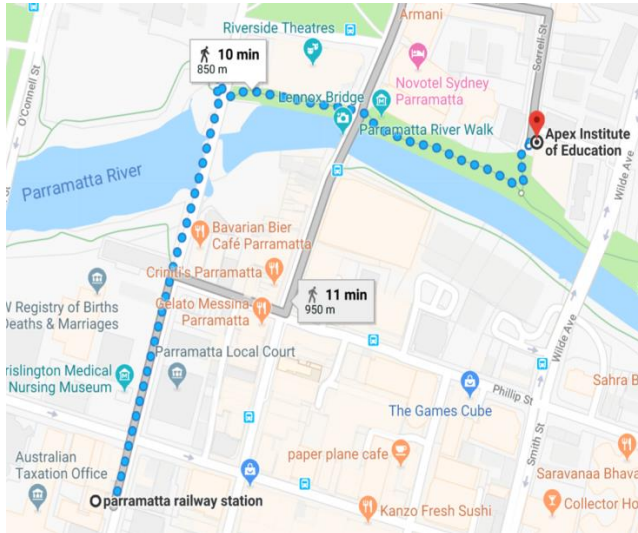 Armani
Riverside Theatres
O'Connell St
10 min
850 m
Sorrell St
Novotel Sydney
Parramatta
Lennox Bridge
Parramatta River Walk
Apex Institute
of Education
Wilde Ave
Parramatta River
Bavarian Bier
Café Parramatta
Criniti's Parramatta
11 min
950 m
W Registry of Births
Deaths & Marriages
Gelato Messina
Parramatta
Parramatta Local Court
Wilde Ave
rislington Medical
Nursing Museum
Phillip St
Sahra B
The Games Cube
Smith St
Australian
Taxation Office
paper plane cafe
Saravanaa Bhava
parramatta railway station
Kanzo Fresh Sushi
Collector Ho